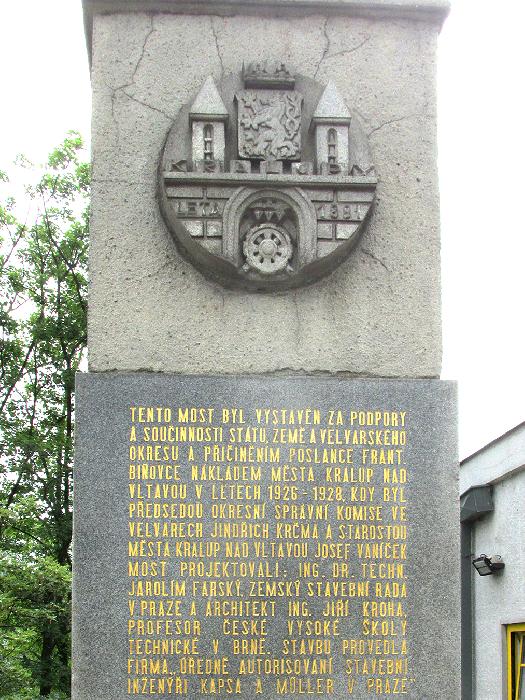 KRALUPY
LETA 1881
TENTO MOST BYL VYSTAVĚN ZA PODPORY
A SOUČINNOSTI STÁTU, ZEMĚ A VELVARSKÉHO
OKRESU A PŘIČINĚNÍM POSLANCE FRANT.
BIŇOVCE NÁKLADEM MĚSTA KRALUP NAD
VLTAVOU V LETECH 1926-1928, KDY BYL
PŘEDSEDOU OKRESNÍ SPRÁVNÍ KOMISE VE
VELVARECH JINDŘICH KRČMA A STAROSTOU
MĚSTA KRALUP NAD VLTAVOU JOSEF VANÍČEK
MOST PROJEKTOVALI: ING. DR. TECHN.
JAROLÍM FARSKÝ, ZEMSKÝ STAVEBNÍ RADA
V PRAZE A ARCHITEKT ING. JIŘÍ KROHA,
PROFESOR ČESKÉ VYSOKÉ ŠKOLY
TECHNICKÉ V BRNĚ. STAVBU PROVEDLA
FIRMA „ÚŘEDNĚ AUTORISOVANÍ STAVEBNÍ
INŽENÝŘI KAPSA A MÜLLER V PRAZE"